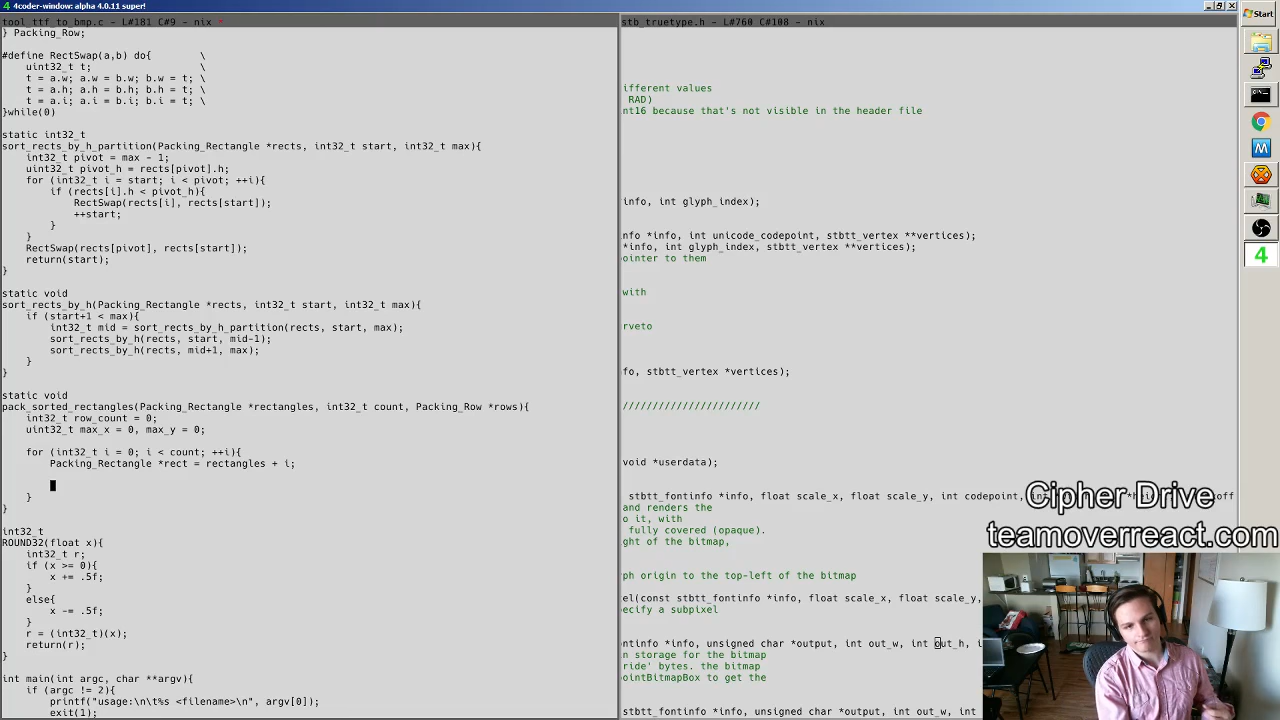 4 4coder-window: alpha 4.0.11 super!
tool_ttf_to_bmp.c - L#181 C#9 - nix *
} Packing_Row;
#define RectSwap(a,b) do{ \
uint32_t t; \
t = a.w; a.w = b.w; b.w = t; \
t = a.h; a.h = b.h; b.h = t; \
t = a.i; a.i = b.i; b.i = t; \
}while(0)
static int32_t
sort_rects_by_h_partition(Packing_Rectangle *rects, int32_t start, int32_t max){
int32_t pivot = max - 1;
uint32_t pivot_h = rects[pivot].h;
for (int32_t i = start; i < pivot; ++i){
if (rects[i].h < pivot_h){
RectSwap(rects[i], rects[start]);
++start;
}
}
RectSwap(rects[pivot], rects[start]);
return(start);
}
static void
sort_rects_by_h(Packing_Rectangle *rects, int32_t start, int32_t max){
if (start+1 < max){
int32_t mid = sort_rects_by_h_partition(rects, start, max);
sort_rects_by_h(rects, start, mid-1);
sort_rects_by_h(rects, mid+1, max);
}
}
static void
pack_sorted_rectangles(Packing_Rectangle *rectangles, int32_t count, Packing_Row *rows){
int32_t row_count = 0;
uint32_t max_x = 0, max_y = 0;
for (int32_t i = 0; i < count; ++i){
Packing_Rectangle *rect = rectangles + i;
}
}
int32_t
ROUND32(float x){
int32_t r;
if (x >= 0){
x += .5f;
}
else{
x -= .5f;
}
r = (int32_t)(x);
return(r);
}
int main(int argc, char **argv){
if (argc != 2){
printf("usage:\n\t%s <filename>\n", argv[0]);
exit(1);
stb_truetype.h - L#760 C#108 - nix
ifferent values
RAD)
nt16 because that's not visible in the header file
info, int glyph_index);
nfo *info, int unicode_codepoint, stbtt_vertex **vertices);
*info, int glyph_index, stbtt_vertex **vertices);
pointer to them
with
rveto
fo, stbtt_vertex *vertices);
///////////////////////
void *userdata);
stbtt_fontinfo *info, float scale_x, float scale_y, int codepoint, in
off
and renders the
o it, with
fully covered (opaque).
ght of the bitmap,
ph origin to the top-left of the bitmap
el(const stbtt_fontinfo *info, float scale_x, float scale_y,
ecify a subpixel
ontinfo *info, unsigned char *output, int out_w, int out_h, i
n storage for the bitmap
ride' bytes. the bitmap
pointBitmapBox to get the
stbtt_fontinfo *info, unsigned char *output, int out_w, int
Start
M
4
Cipher Drive
teamoverreact.com